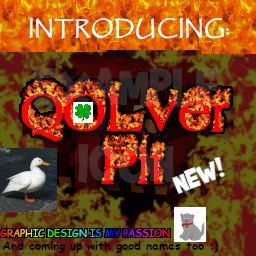 INTRODUCING:
QOLVer
Pit
NEW!
GRAPHIC DESIGN IS MY PASSION
And coming up with good names too :)